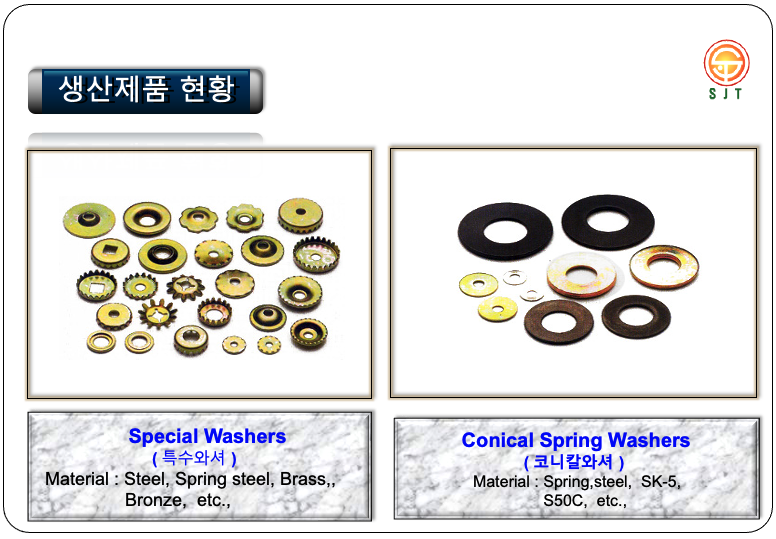 생산제품 현황
SJT
Special Washers
( 특수와셔 )
Material : Steel, Spring steel, Brass,,
Bronze, etc.,
Conical Spring Washers
( 코니칼와셔 )
Material : Spring,steel, SK-5,
S50C, etc.,